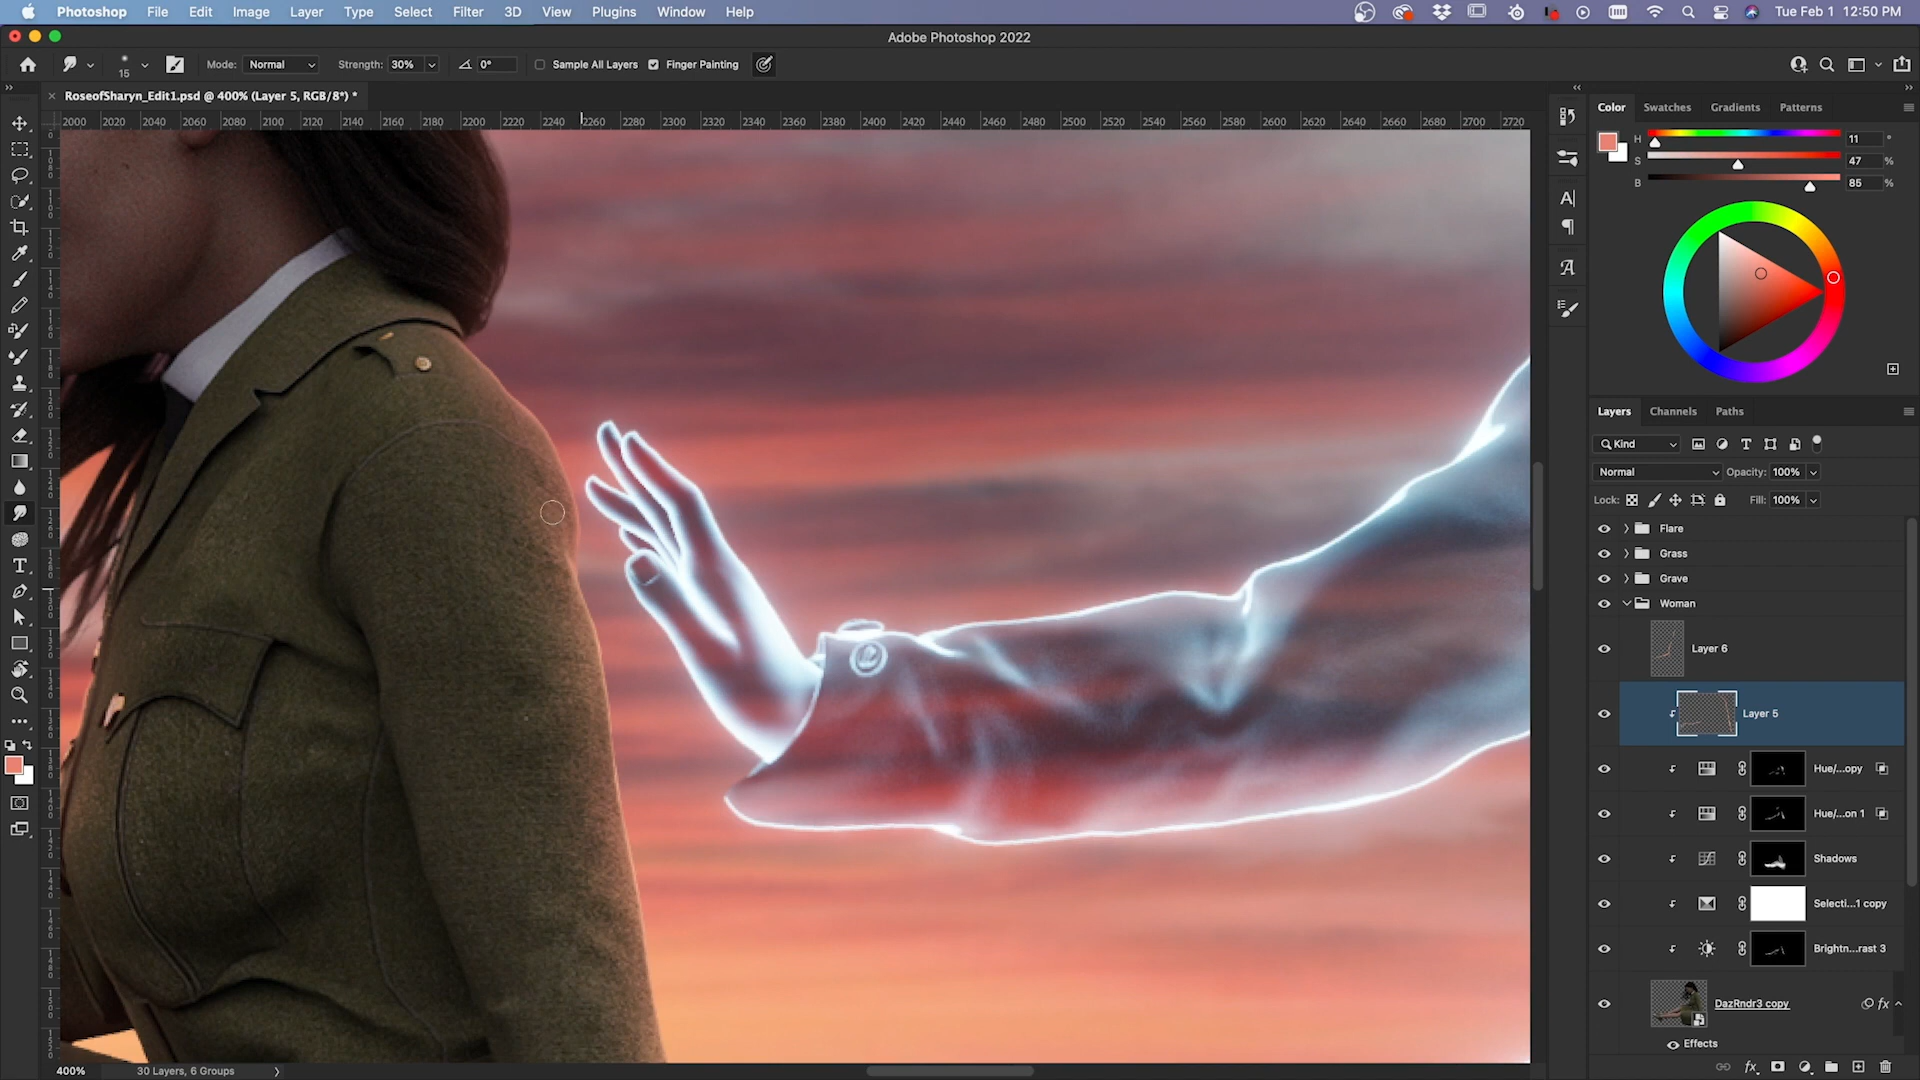 Photoshop File Edit Image Layer Type Select Filter 3D View Plugins Window Help Tue Feb 1 12:50 PM
Adobe Photoshop 2022
15 Mode: Normal Strength: 30% 0° Sample All Layers Finger Painting
RoseofSharyn_Edit1.psd @ 400% (Layer 5, RGB/8*) *
2000 2020 2040 2060 2080 2100 2120 2140 2160 2180 2200 2220 2240 2260 2280 2300 2320 2340 2360 2380 2400 2420 2440 2460 2480 2500 2520 2540 2560 2580 2600 2620 2640 2660 2680 2700 2720
Color Swatches Gradients Patterns
H 11 °
S 47 %
B 85 %
Layers Channels Paths
Kind
Normal Opacity: 100%
Lock: Fill: 100%
Flare
Grass
Grave
Woman
Layer 6
Layer 5
Hue/...opy
Hue/...on 1
Shadows
Selecti...1 copy
Brightn...rast 3
DazRndr3 copy fx
Effects
400% 30 Layers, 6 Groups
fx